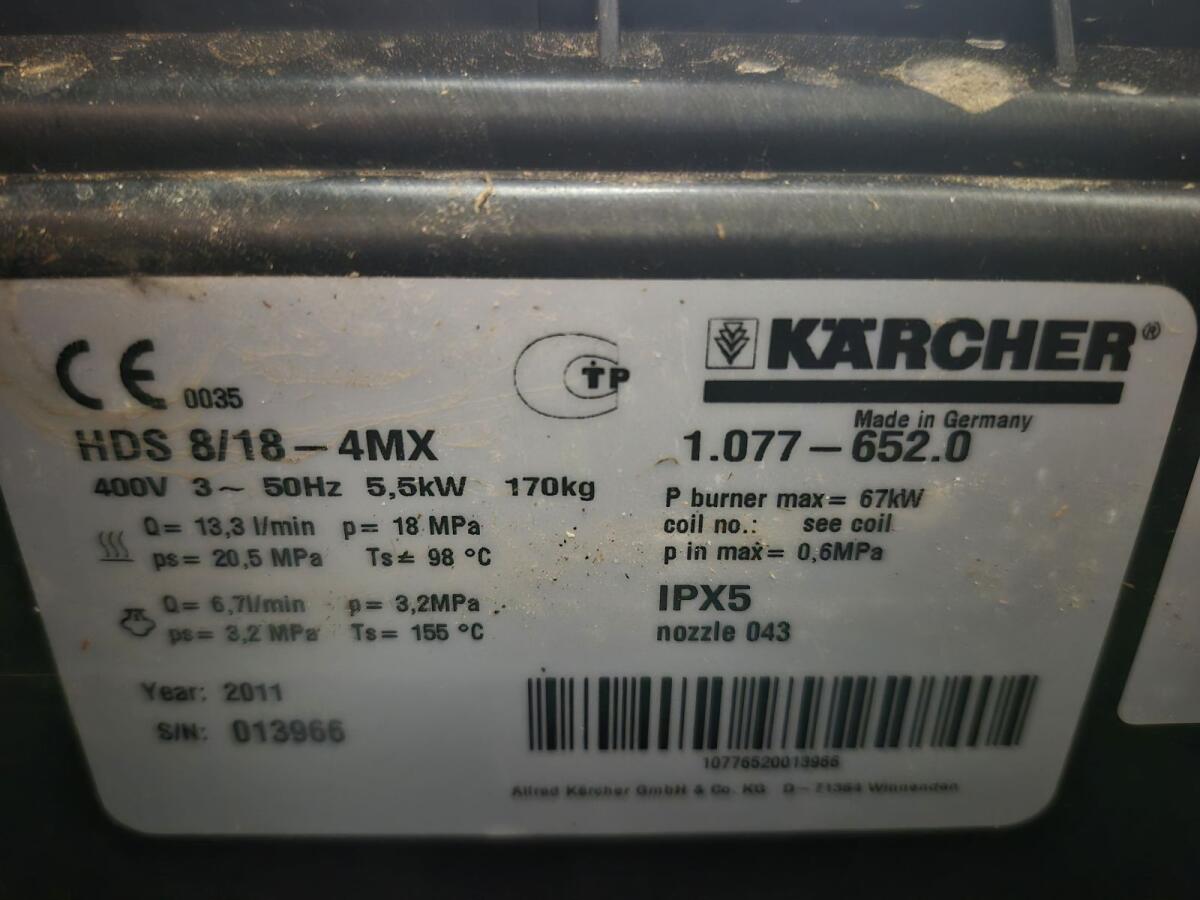 CE 0035
TP
KÄRCHER®
Made in Germany
HDS 8/18-4MX
1.077-652.0
400V 3~ 50Hz 5,5kW 170kg
P burner max= 67kW
Q= 13,3 l/min p= 18 MPa
coil no.: see coil
ps= 20,5 MPa Ts= 98 °C
p in max= 0,6MPa
Q= 6,7l/min p= 3,2MPa
IPX5
ps= 3,2 MPa Ts= 155 °C
nozzle 043
Year: 2011
S/N: 013966
10776520013966
Alfred Kärcher GmbH & Co. KG D-71364 Winnenden